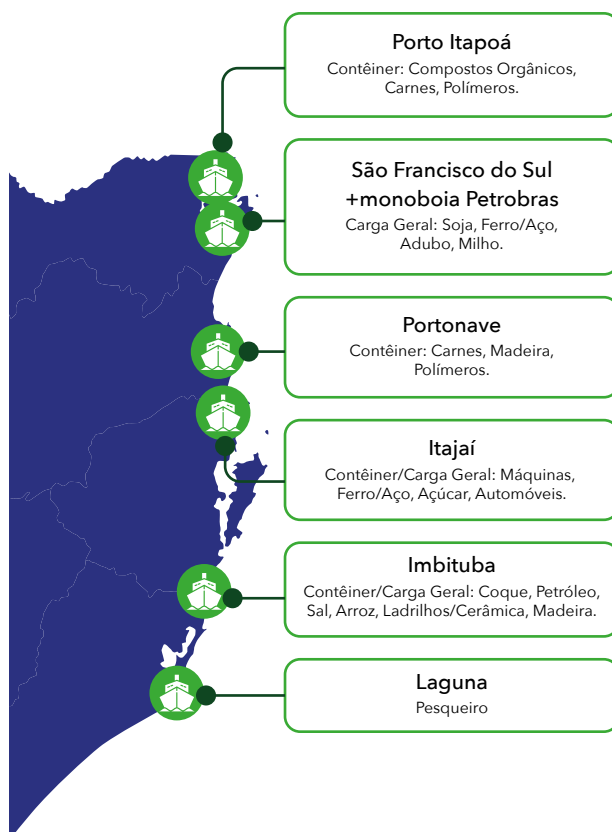 Porto Itapoá
Contêiner: Compostos Orgânicos,
Carnes, Polímeros.
São Francisco do Sul
+monoboia Petrobras
Carga Geral: Soja, Ferro/Aço,
Adubo, Milho.
Portonave
Contêiner: Carnes, Madeira,
Polímeros.
Itajaí
Contêiner/Carga Geral: Máquinas,
Ferro/Aço, Açúcar, Automóveis.
Imbituba
Contêiner/Carga Geral: Coque, Petróleo,
Sal, Arroz, Ladrilhos/Cerâmica, Madeira.
Laguna
Pesqueiro